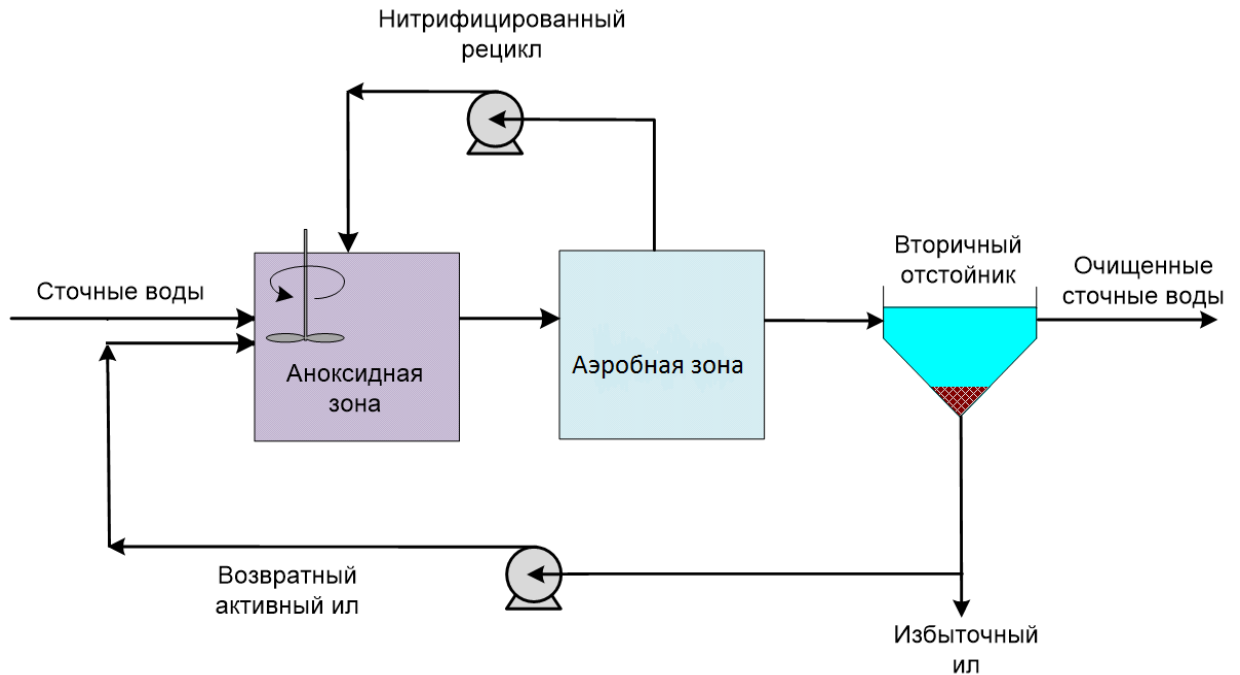 Нитрифицированный
рецикл
Вторичный
отстойник
Очищенные
сточные воды
Сточные воды
Аноксидная
зона
Аэробная зона
Возвратный
активный ил
Избыточный
ил